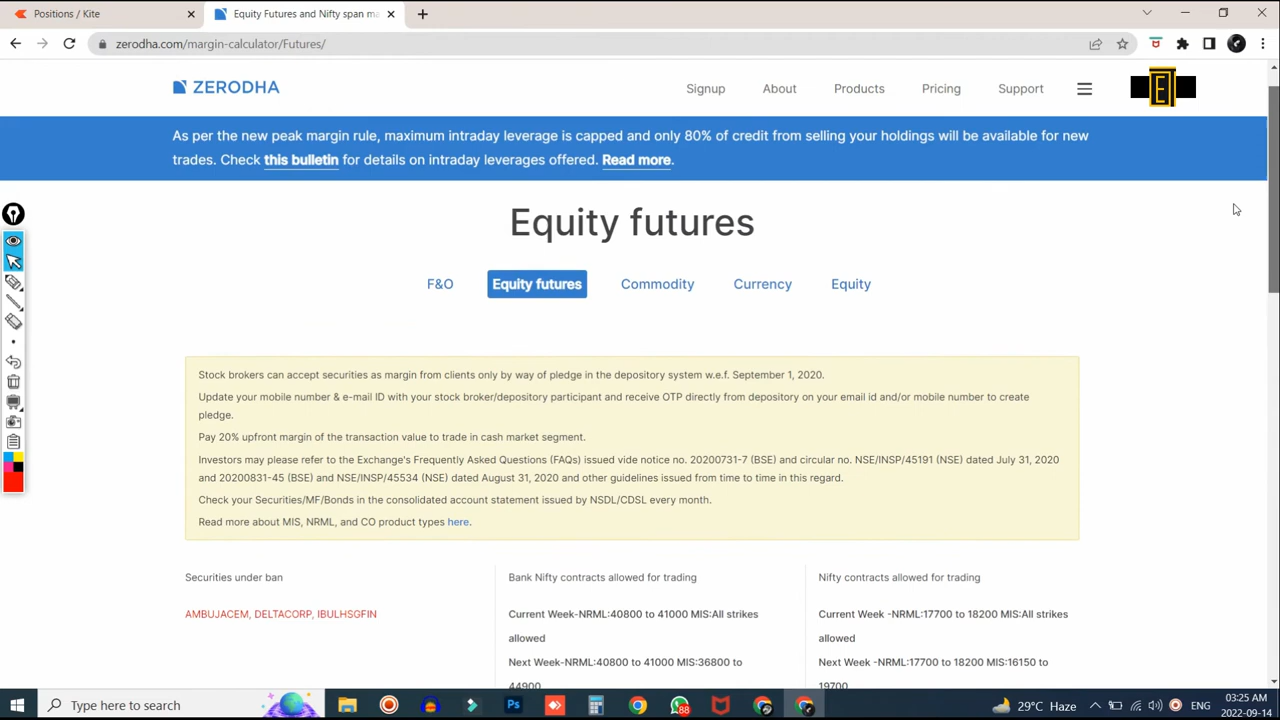 Positions / Kite
Equity Futures and Nifty span ma
zerodha.com/margin-calculator/Futures/
ZERODHA
Signup
About
Products
Pricing
Support
E
As per the new peak margin rule, maximum intraday leverage is capped and only 80% of credit from selling your holdings will be available for new
trades. Check this bulletin for details on intraday leverages offered. Read more.
Equity futures
F&O
Equity futures
Commodity
Currency
Equity
Stock brokers can accept securities as margin from clients only by way of pledge in the depository system w.e.f. September 1, 2020.
Update your mobile number & e-mail ID with your stock broker/depository participant and receive OTP directly from depository on your email id and/or mobile number to create
pledge.
Pay 20% upfront margin of the transaction value to trade in cash market segment.
Investors may please refer to the Exchange's Frequently Asked Questions (FAQs) issued vide notice no. 20200731-7 (BSE) and circular no. NSE/INSP/45191 (NSE) dated July 31, 2020
and 20200831-45 (BSE) and NSE/INSP/45534 (NSE) dated August 31, 2020 and other guidelines issued from time to time in this regard.
Check your Securities/MF/Bonds in the consolidated account statement issued by NSDL/CDSL every month.
Read more about MIS, NRML, and CO product types here.
Securities under ban
AMBUJACEM, DELTACORP, IBULHSGFIN
Bank Nifty contracts allowed for trading
Current Week-NRML:40800 to 41000 MIS:All strikes
allowed
Next Week-NRML:40800 to 41000 MIS:36800 to
44900
Nifty contracts allowed for trading
Current Week -NRML:17700 to 18200 MIS:All strikes
allowed
Next Week -NRML:17700 to 18200 MIS:16150 to
19700
Type here to search
Ps
88
29°C Haze
ENG
03:25 AM
2022-09-14